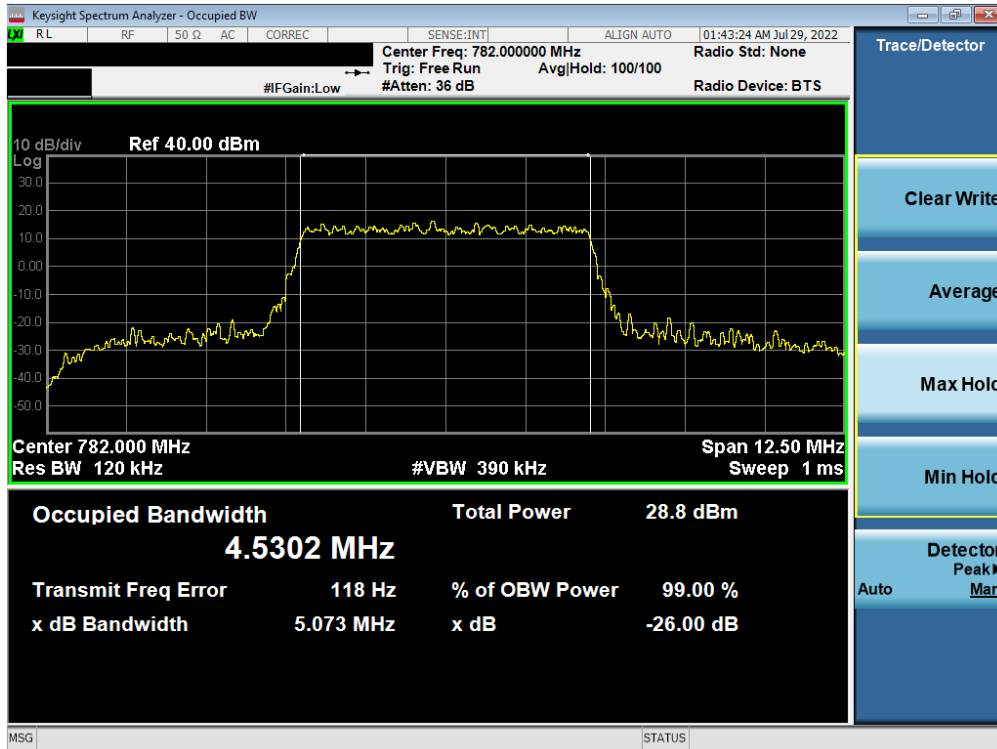 Keysight Spectrum Analyzer - Occupied BW
LXI RL RF 50 Ω AC CORREC SENSE:INT ALIGN AUTO 01:43:24 AM Jul 29, 2022
Center Freq: 782.000000 MHz Radio Std: None
Trig: Free Run Avg|Hold: 100/100
#IFGain:Low #Atten: 36 dB Radio Device: BTS
10 dB/div Ref 40.00 dBm
Log
30.0
20.0
10.0
0.00
-10.0
-20.0
-30.0
-40.0
-50.0
Center 782.000 MHz Span 12.50 MHz
Res BW 120 kHz #VBW 390 kHz Sweep 1 ms
Occupied Bandwidth Total Power 28.8 dBm
4.5302 MHz
Transmit Freq Error 118 Hz % of OBW Power 99.00 %
x dB Bandwidth 5.073 MHz x dB -26.00 dB
MSG STATUS
Trace/Detector
Clear Write
Average
Max Hold
Min Hold
Detector
Peak
Auto Man